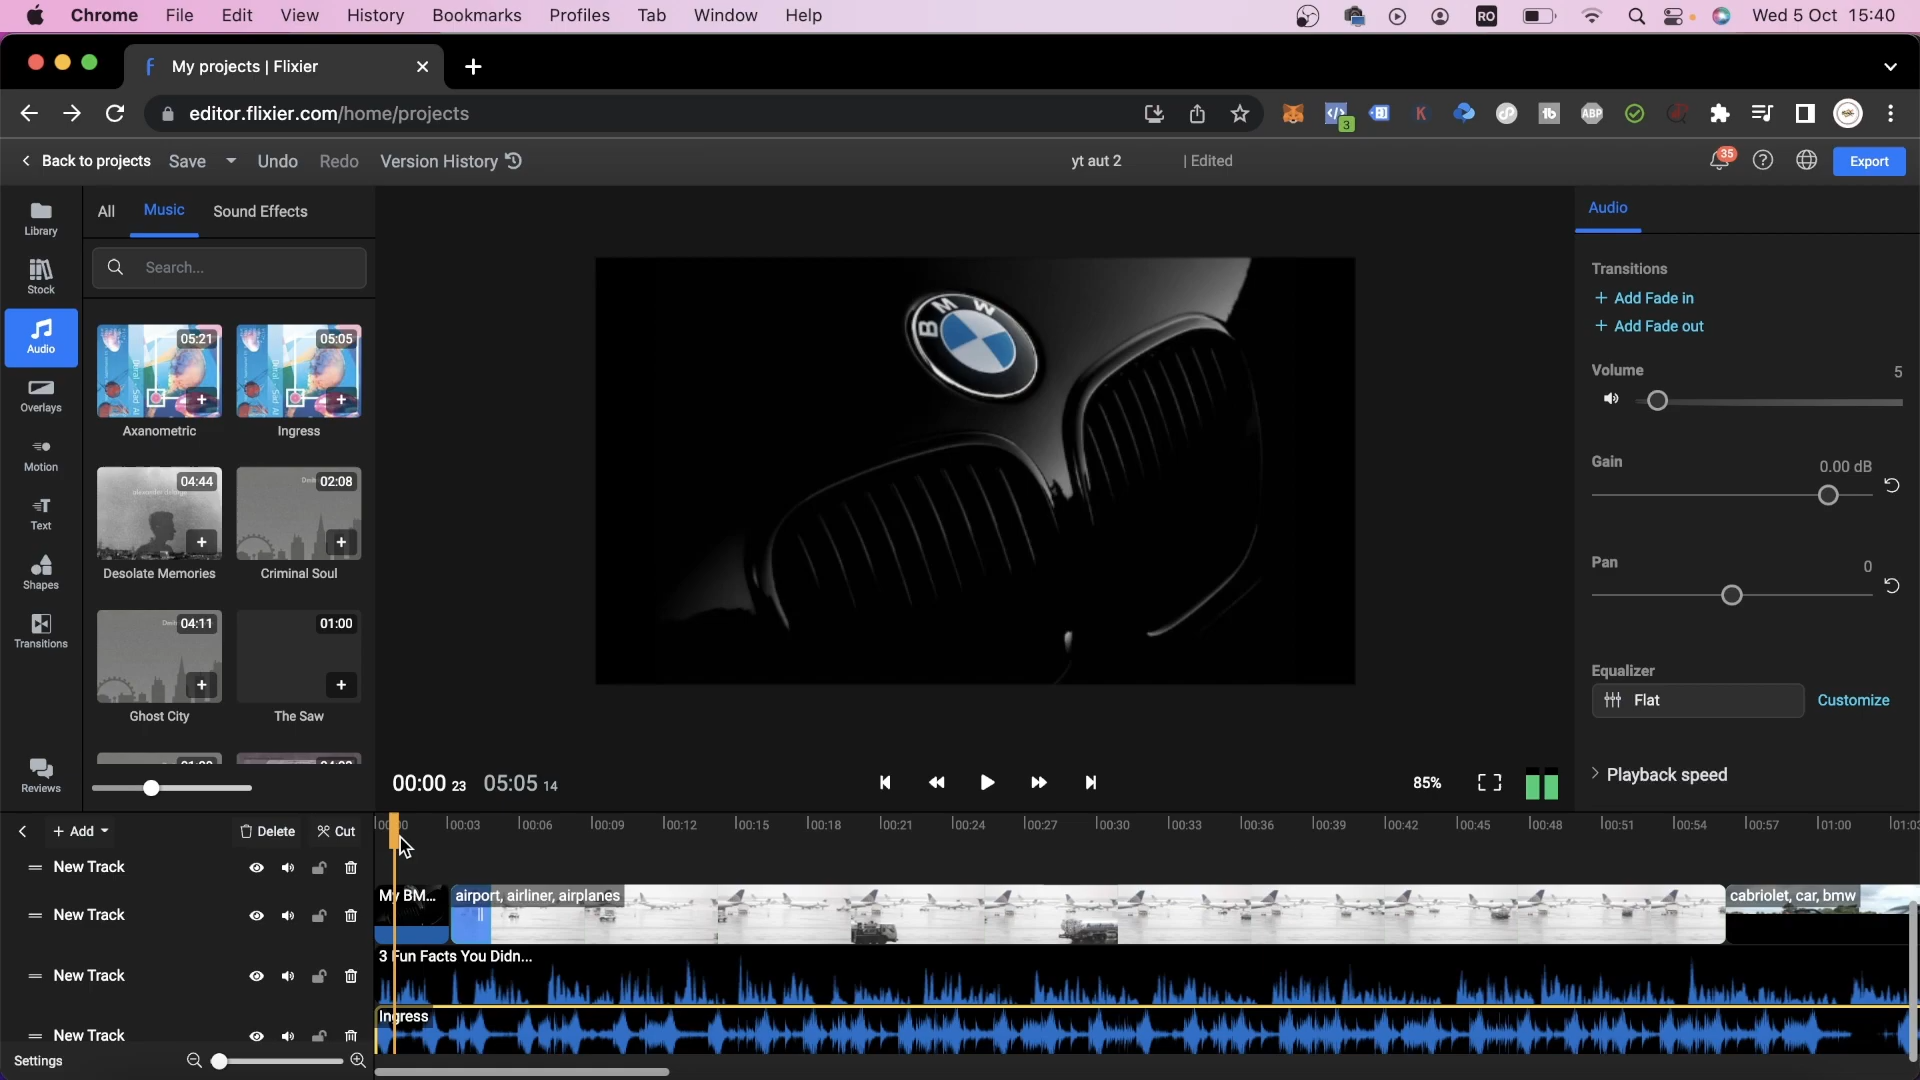 Chrome File Edit View History Bookmarks Profiles Tab Window Help RO Wed 5 Oct 15:40
My projects | Flixier
editor.flixier.com/home/projects
3
ABP
Back to projects Save Undo Redo Version History yt aut 2 | Edited 35 Export
Library
Stock
Audio
Overlays
Motion
Text
Shapes
Transitions
Reviews
All Music Sound Effects
Search...
05:21 05:05
Axanometric Ingress
04:44 02:08
Desolate Memories Criminal Soul
04:11 01:00
Ghost City The Saw
BMW
Audio
Transitions
+ Add Fade in
+ Add Fade out
Volume 5
Gain 0.00 dB
Pan 0
Equalizer
Flat Customize
Playback speed
00:00 23 05:05 14 85%
+ Add Delete Cut
00:03 00:06 00:09 00:12 00:15 00:18 00:21 00:24 00:27 00:30 00:33 00:36 00:39 00:42 00:45 00:48 00:51 00:54 00:57 01:00 01:03
New Track
New Track
My BM... airport, airliner, airplanes cabriolet, car, bmw
New Track
3 Fun Facts You Didn...
New Track
Ingress
Settings